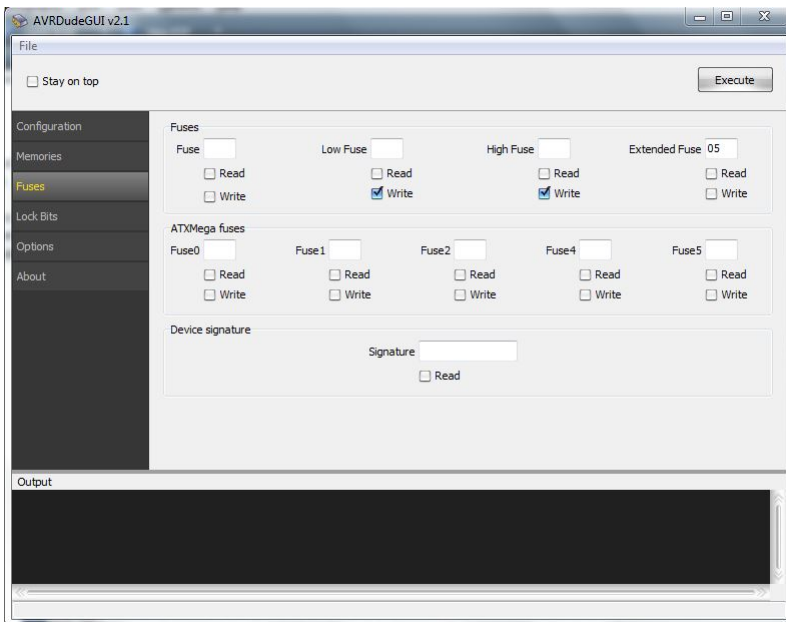 AVRDudeGUI v2.1
File
Stay on top
Execute
Configuration
Memories
Fuses
Lock Bits
Options
About
Fuses
Fuse Low Fuse High Fuse Extended Fuse 05
Read Read Read Read
Write Write Write Write
ATXMega fuses
Fuse0 Fuse1 Fuse2 Fuse4 Fuse5
Read Read Read Read Read
Write Write Write Write Write
Device signature
Signature
Read
Output